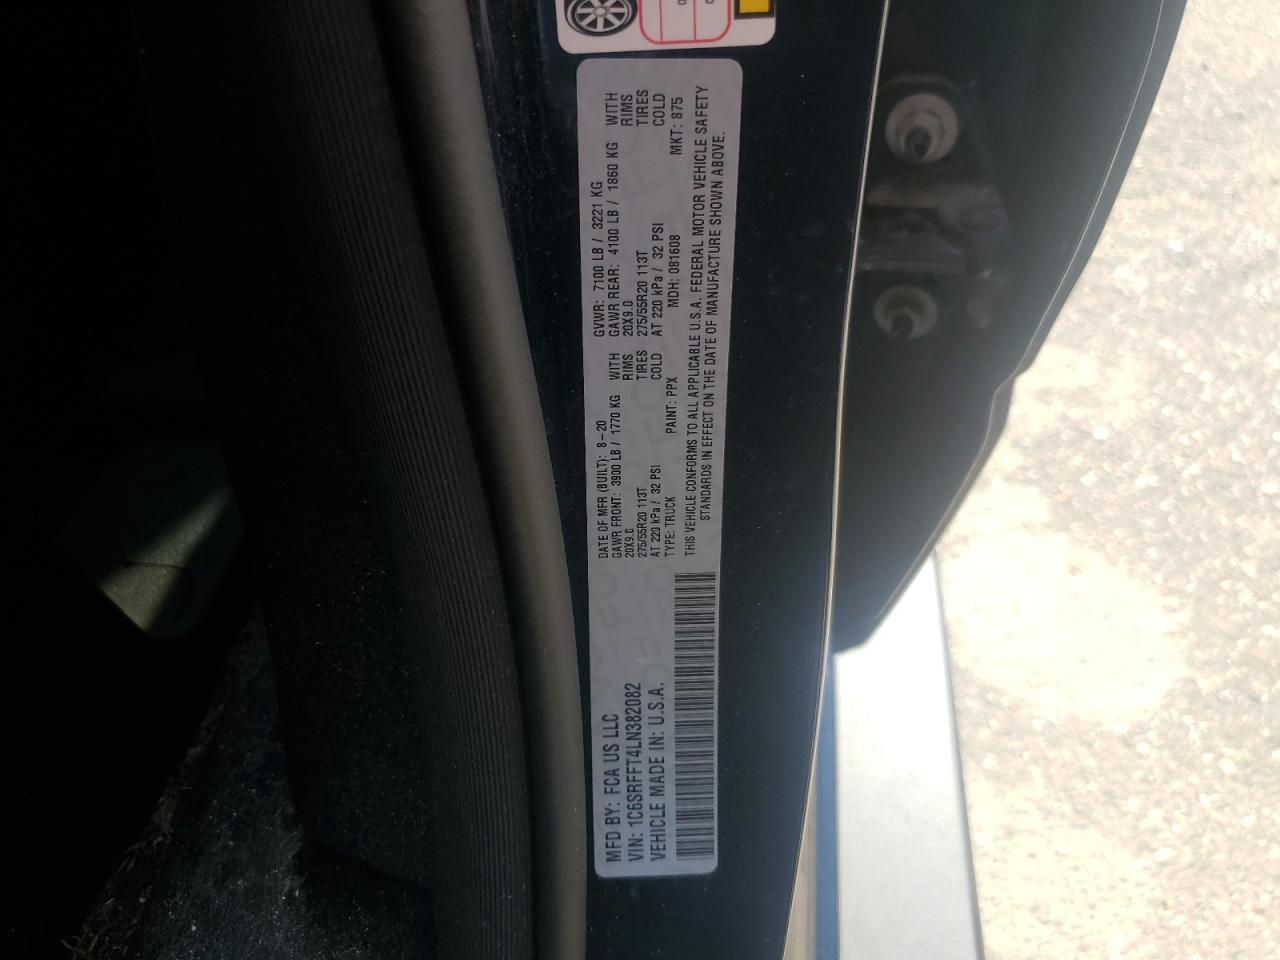 MFD BY: FCA US LLC
VIN: 1C6SRFFT4LN382082
VEHICLE MADE IN: U.S.A.
DATE OF MFR (BUILT): 8-20 GVWR: 7100 LB / 3221 KG
GAWR FRONT: 3900 LB / 1770 KG WITH GAWR REAR: 4100 LB / 1860 KG WITH
20X9.0 RIMS 20X9.0 RIMS
275/55R20 113T TIRES 275/55R20 113T TIRES
AT 220 kPa / 32 PSI COLD AT 220 kPa / 32 PSI COLD
TYPE: TRUCK PAINT: PPX MDH: 081608 MKT: 875
THIS VEHICLE CONFORMS TO ALL APPLICABLE U.S.A. FEDERAL MOTOR VEHICLE SAFETY
STANDARDS IN EFFECT ON THE DATE OF MANUFACTURE SHOWN ABOVE.